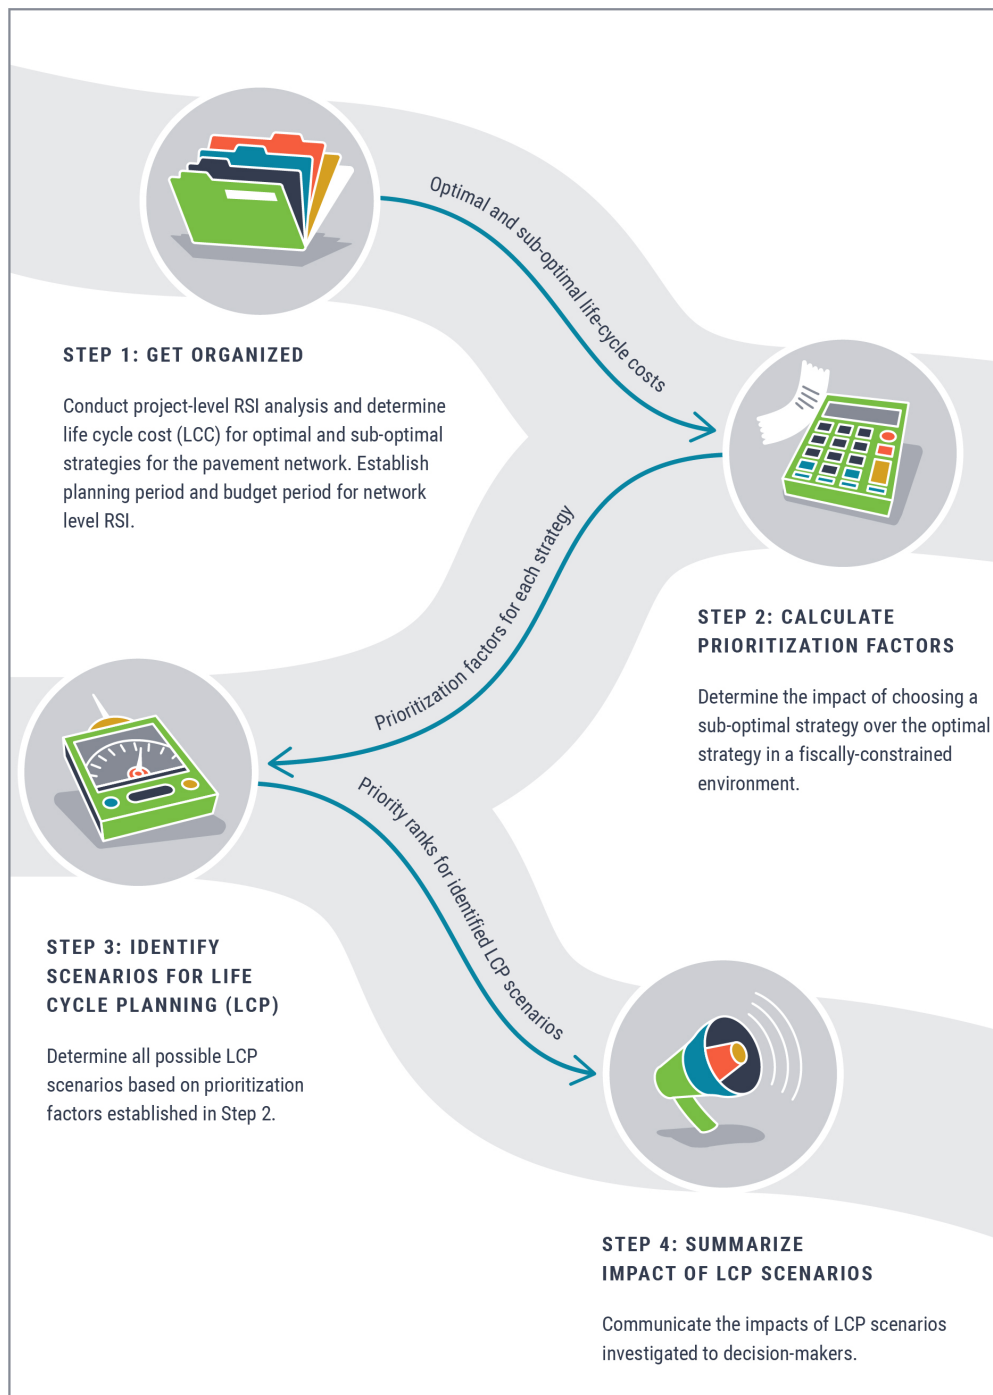 Optimal and sub-optimal life-cycle costs
STEP 1: GET ORGANIZED
Conduct project-level RSI analysis and determine
life cycle cost (LCC) for optimal and sub-optimal
strategies for the pavement network. Establish
planning period and budget period for network
level RSI.
Prioritization factors for each strategy
STEP 2: CALCULATE
PRIORITIZATION FACTORS
Determine the impact of choosing a
sub-optimal strategy over the optimal
strategy in a fiscally-constrained
environment.
Priority ranks for identified LCP scenarios
STEP 3: IDENTIFY
SCENARIOS FOR LIFE
CYCLE PLANNING (LCP)
Determine all possible LCP
scenarios based on prioritization
factors established in Step 2.
STEP 4: SUMMARIZE
IMPACT OF LCP SCENARIOS
Communicate the impacts of LCP scenarios
investigated to decision-makers.